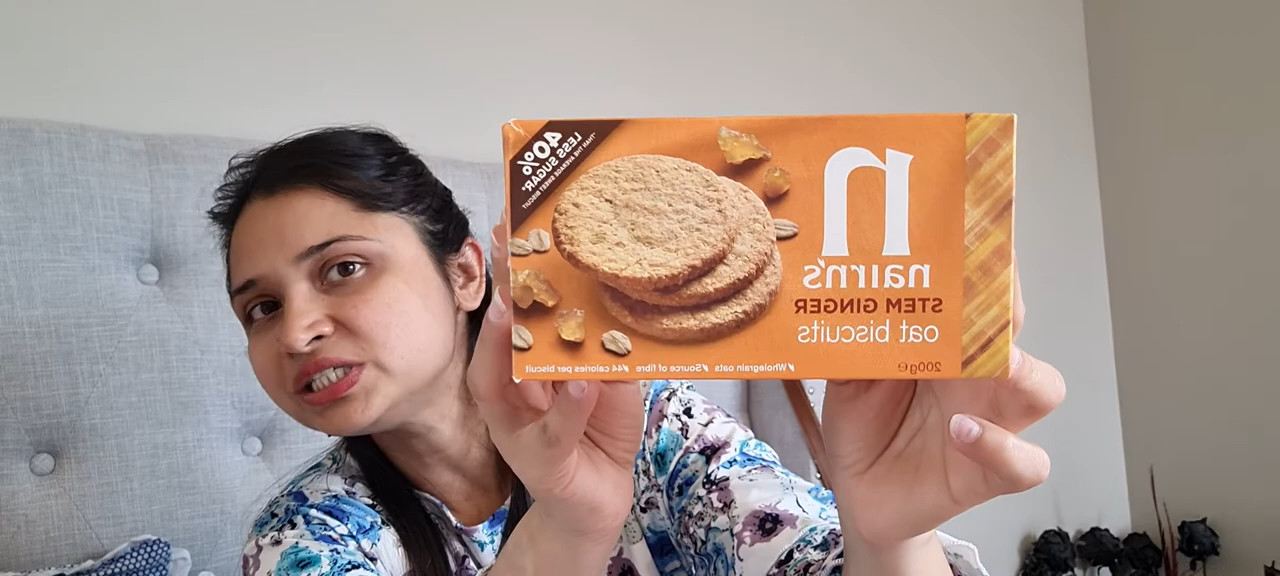 40%
LESS SUGAR*
*THAN THE AVERAGE SWEET BISCUIT
n
nairn's
STEM GINGER
oat biscuits
200g e
//Wholegrain oats //Source of fibre //44 calories per biscuit